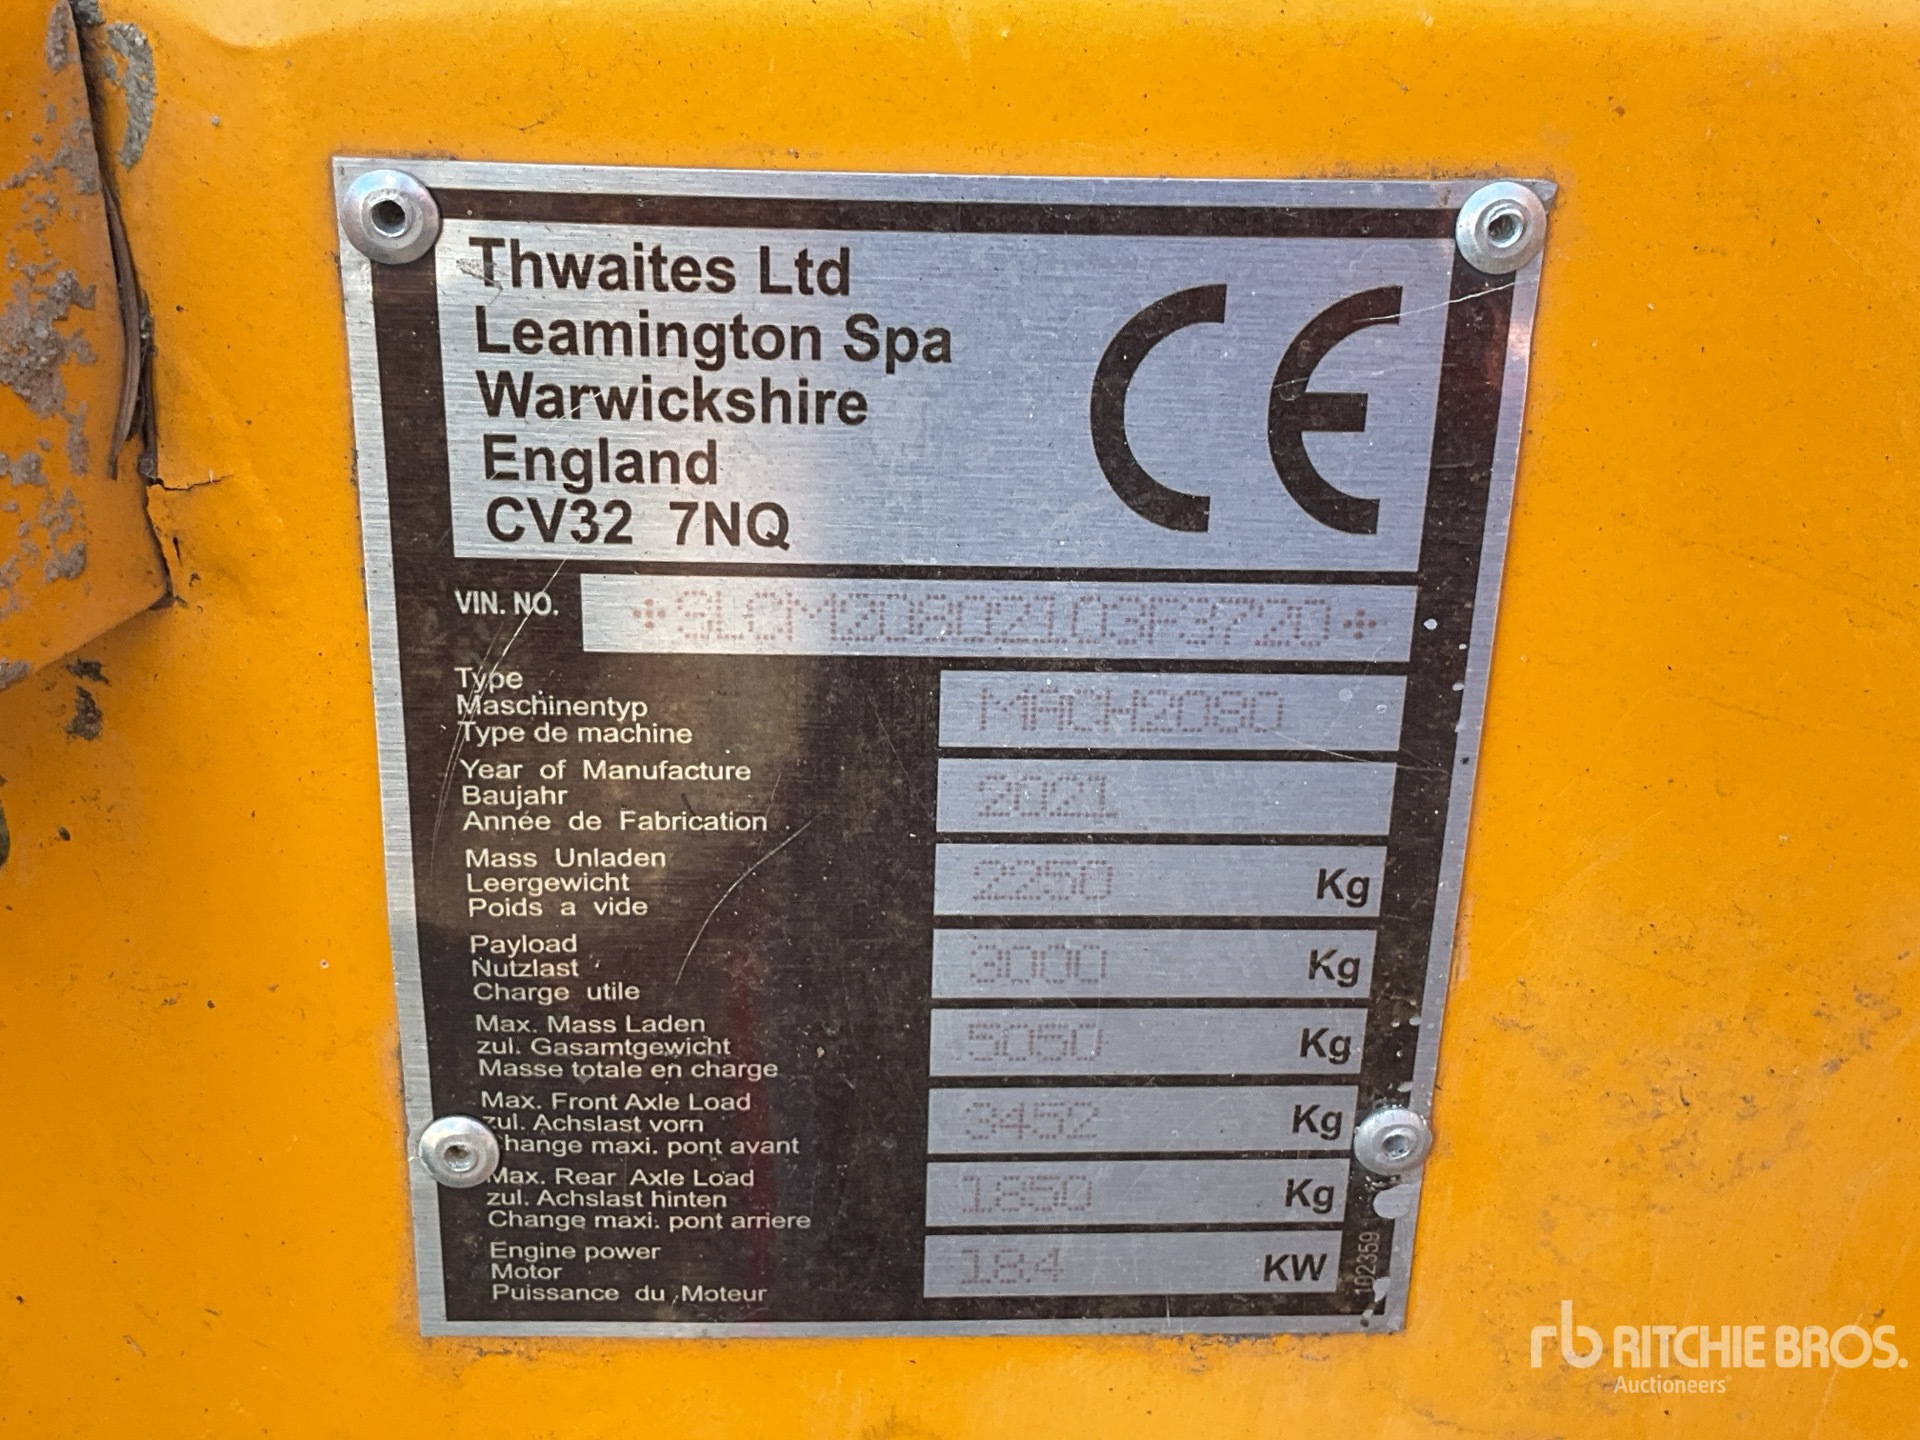 Thwaites Ltd
Leamington Spa
Warwickshire
England
CV32 7NQ
CE
VIN. NO.
Type
Maschinentyp
Type de machine
MACH2090
Year of Manufacture
Baujahr
Année de Fabrication
2021
Mass Unladen
Leergewicht
Poids a vide
2250 Kg
Payload
Nutzlast
Charge utile
3000 Kg
Max. Mass Laden
zul. Gasamtgewicht
Masse totale en charge
5050 Kg
Max. Front Axle Load
zul. Achslast vorn
Change maxi. pont avant
3452 Kg
Max. Rear Axle Load
zul. Achslast hinten
Change maxi. pont arriere
1850 Kg
Engine power
Motor
Puissance du Moteur
18.4 KW
102359
rb RITCHIE BROS.
Auctioneers